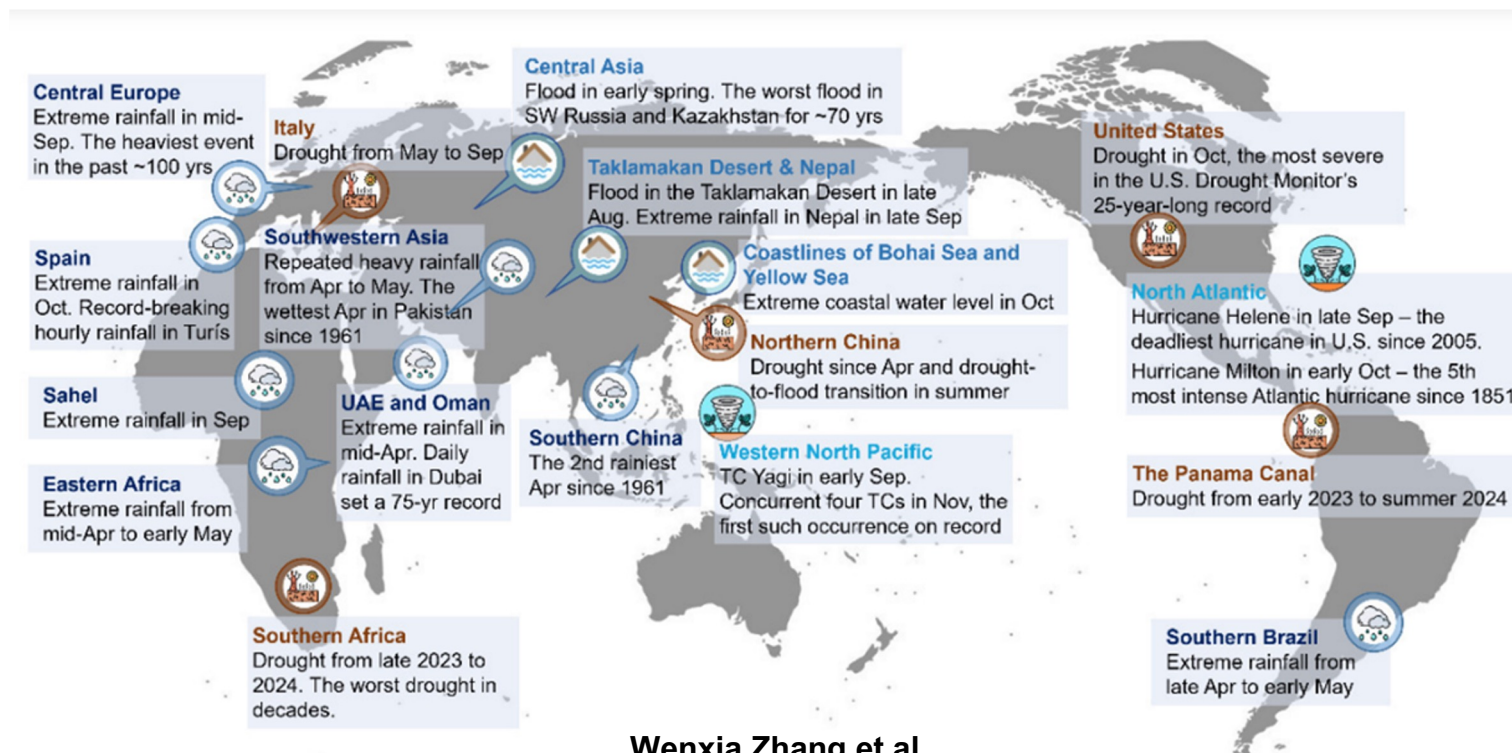 Central Europe
Extreme rainfall in mid-
Sep. The heaviest event
in the past ~100 yrs
Italy
Drought from May to Sep
Central Asia
Flood in early spring. The worst flood in
SW Russia and Kazakhstan for ~70 yrs
Taklamakan Desert & Nepal
Flood in the Taklamakan Desert in late
Aug. Extreme rainfall in Nepal in late Sep
United States
Drought in Oct, the most severe
in the U.S. Drought Monitor's
25-year-long record
Spain
Extreme rainfall in
Oct. Record-breaking
hourly rainfall in Turís
Southwestern Asia
Repeated heavy rainfall
from Apr to May. The
wettest Apr in Pakistan
since 1961
Coastlines of Bohai Sea and
Yellow Sea
Extreme coastal water level in Oct
Northern China
Drought since Apr and drought-
to-flood transition in summer
North Atlantic
Hurricane Helene in late Sep – the
deadliest hurricane in U.S. since 2005.
Hurricane Milton in early Oct – the 5th
most intense Atlantic hurricane since 1851
Sahel
Extreme rainfall in Sep
UAE and Oman
Extreme rainfall in
mid-Apr. Daily
rainfall in Dubai
set a 75-yr record
Southern China
The 2nd rainiest
Apr since 1961
Western North Pacific
TC Yagi in early Sep.
Concurrent four TCs in Nov, the
first such occurrence on record
The Panama Canal
Drought from early 2023 to summer 2024
Eastern Africa
Extreme rainfall from
mid-Apr to early May
Southern Africa
Drought from late 2023 to
2024. The worst drought in
decades.
Southern Brazil
Extreme rainfall from
late Apr to early May
Wenxia Zhang et al